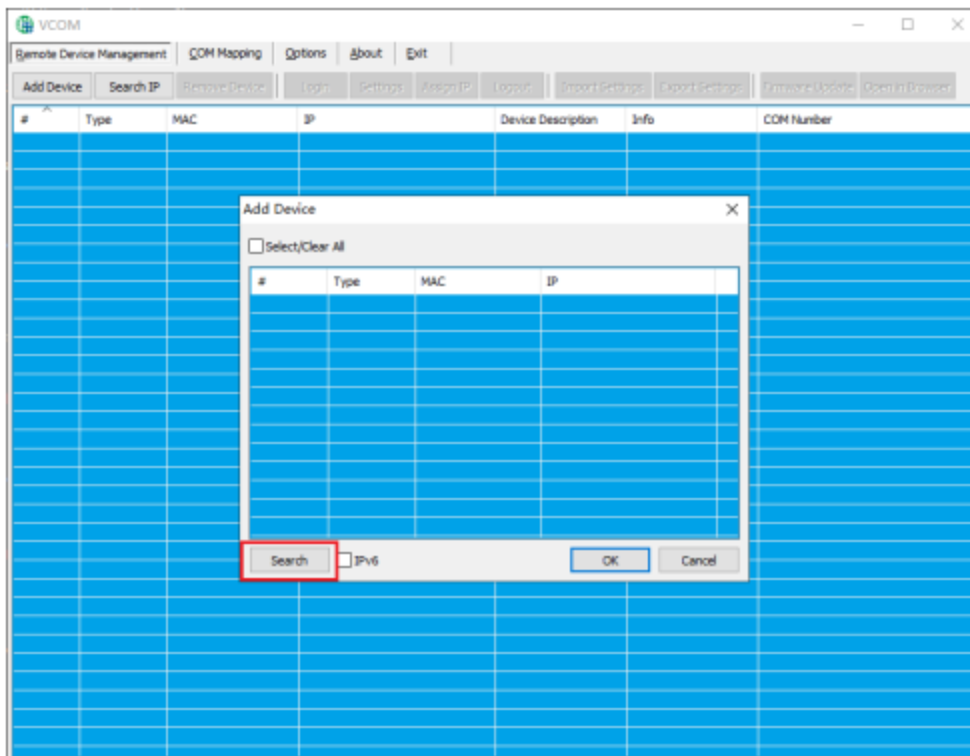 VCOM
Remote Device Management COM Mapping Options About Exit
Add Device Search IP Remove Device Login Settings Assign IP Logout Import Settings Export Settings Firmware Update Open in Browser
# Type MAC IP Device Description Info COM Number
Add Device
Select/Clear All
# Type MAC IP
Search IPv6 OK Cancel